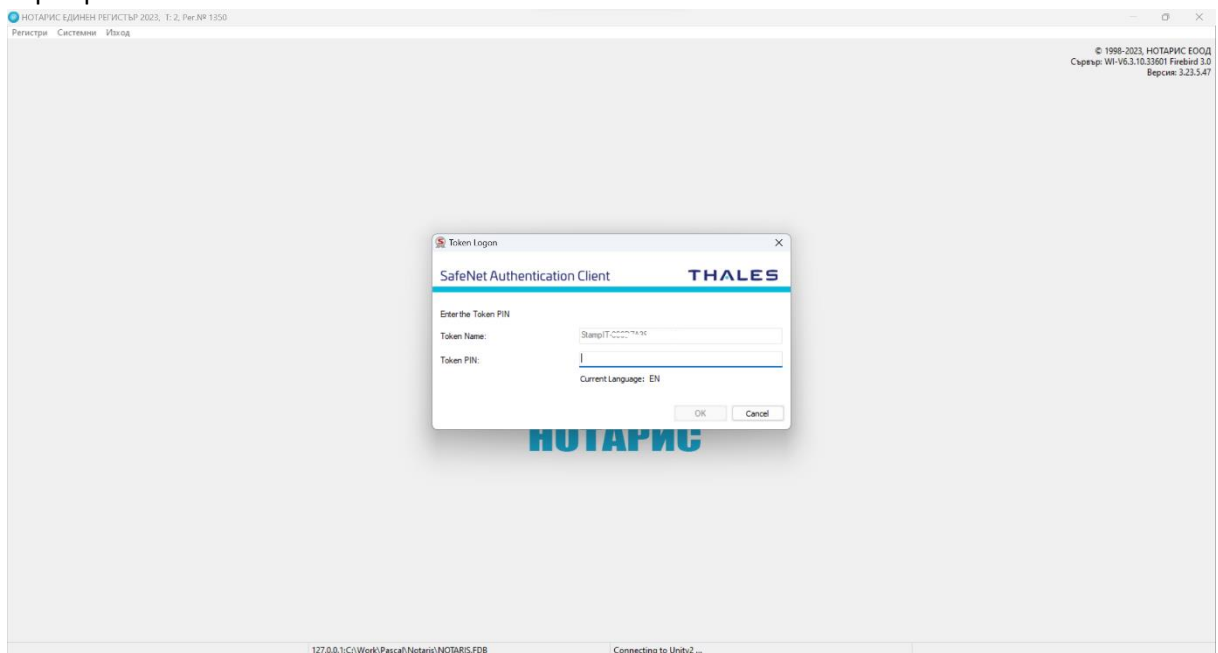 НОТАРИС ЕДИНЕН РЕГИСТЪР 2023, Т: 2, Рег.№ 1350
Регистри Системни Изход
© 1998-2023, НОТАРИС ЕООД
Сървър: WI-V6.3.10.33601 Firebird 3.0
Версия: 3.23.5.47
Token Logon
SafeNet Authentication Client THALES
Enter the Token PIN
Token Name:
Token PIN:
Current Language: EN
OK Cancel
НОТАРИС
127.0.0.1:C:\Work\Pascal\Notaris\NOTARIS.FDB Connecting to Unity2 ...